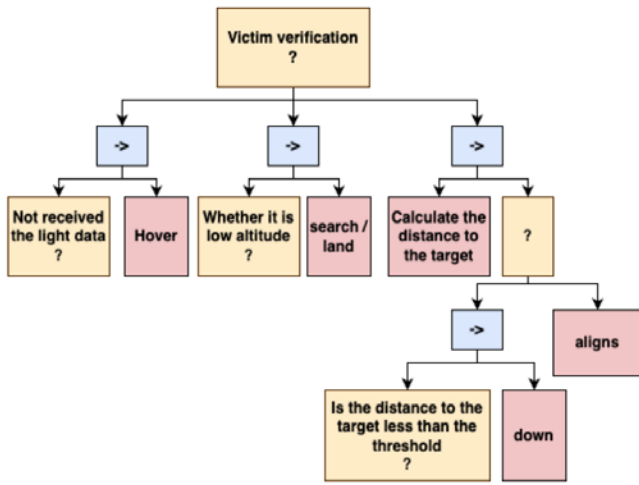 Victim verification
?
->
->
->
Not received
the light data
?
Hover
Whether it is
low altitude
?
search /
land
Calculate the
distance to
the target
?
->
aligns
Is the distance to the
target less than the
threshold
?
down